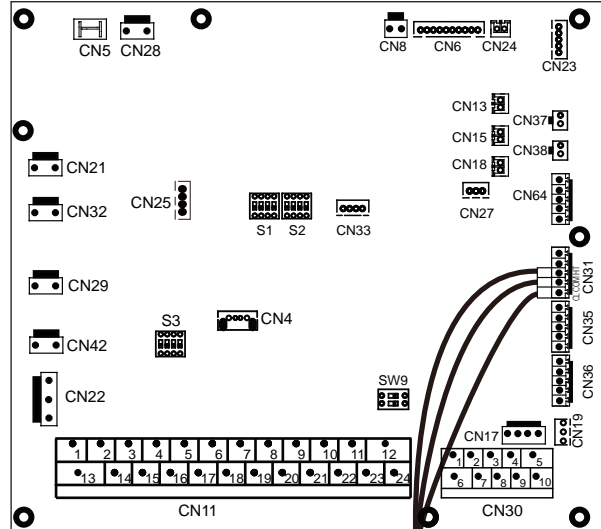 CN5
CN28
CN8
CN6
CN24
CN23
CN13
CN37
CN15
CN38
CN18
CN21
CN25
CN32
S1
S2
CN33
CN27
CN64
CN31
CL COM HT
CN29
CN4
CN35
S3
CN42
CN36
CN22
SW9
CN17
CN19
1 2 3 4 5 6 7 8 9 10 11 12
13 14 15 16 17 18 19 20 21 22 23 24
CN11
1 2 3 4 5
6 7 8 9 10
CN30